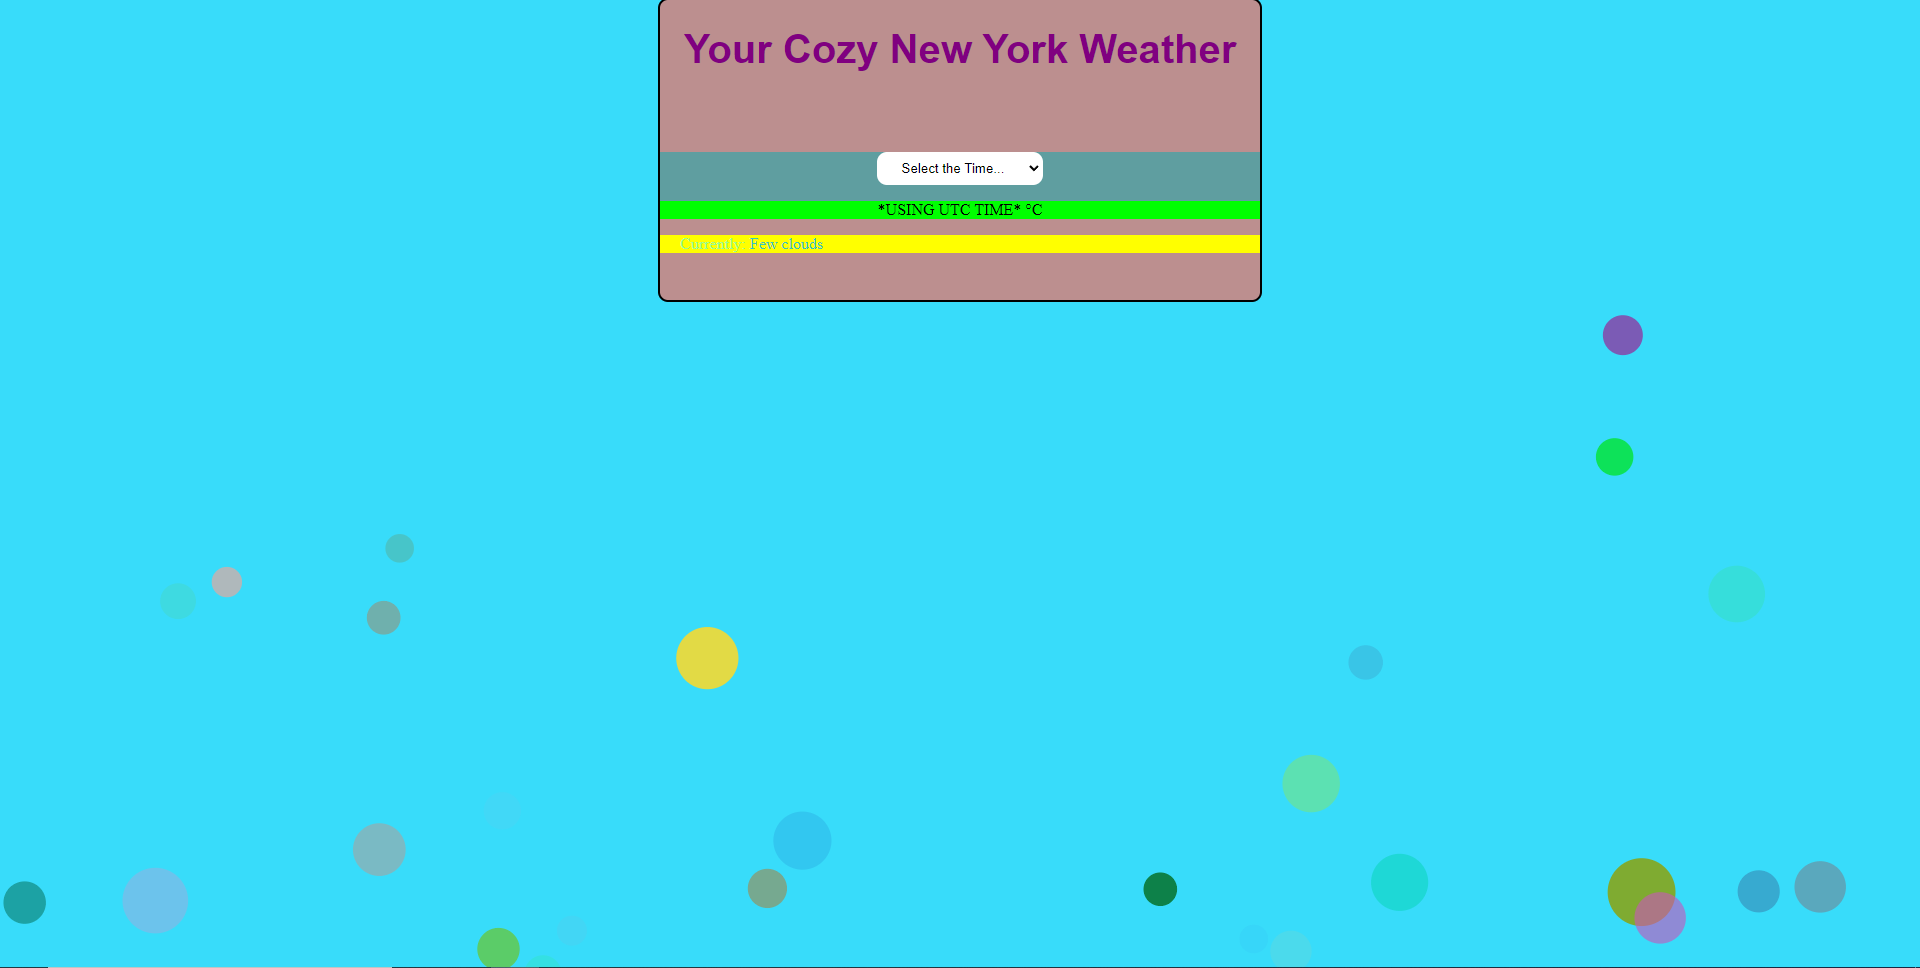 Your Cozy New York Weather
Select the Time...
*USING UTC TIME* °C
Currently: Few clouds